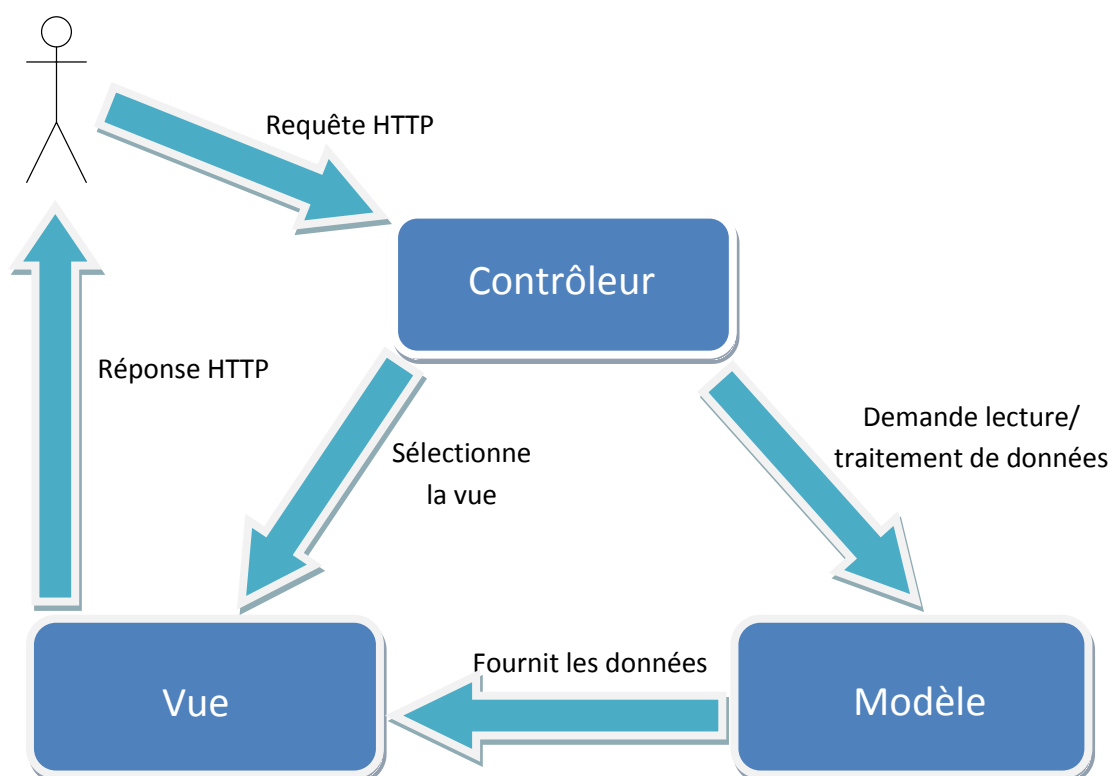 Requête HTTP
Contrôleur
Réponse HTTP
Sélectionne
la vue
Demande lecture/
traitement de données
Fournit les données
Vue
Modèle